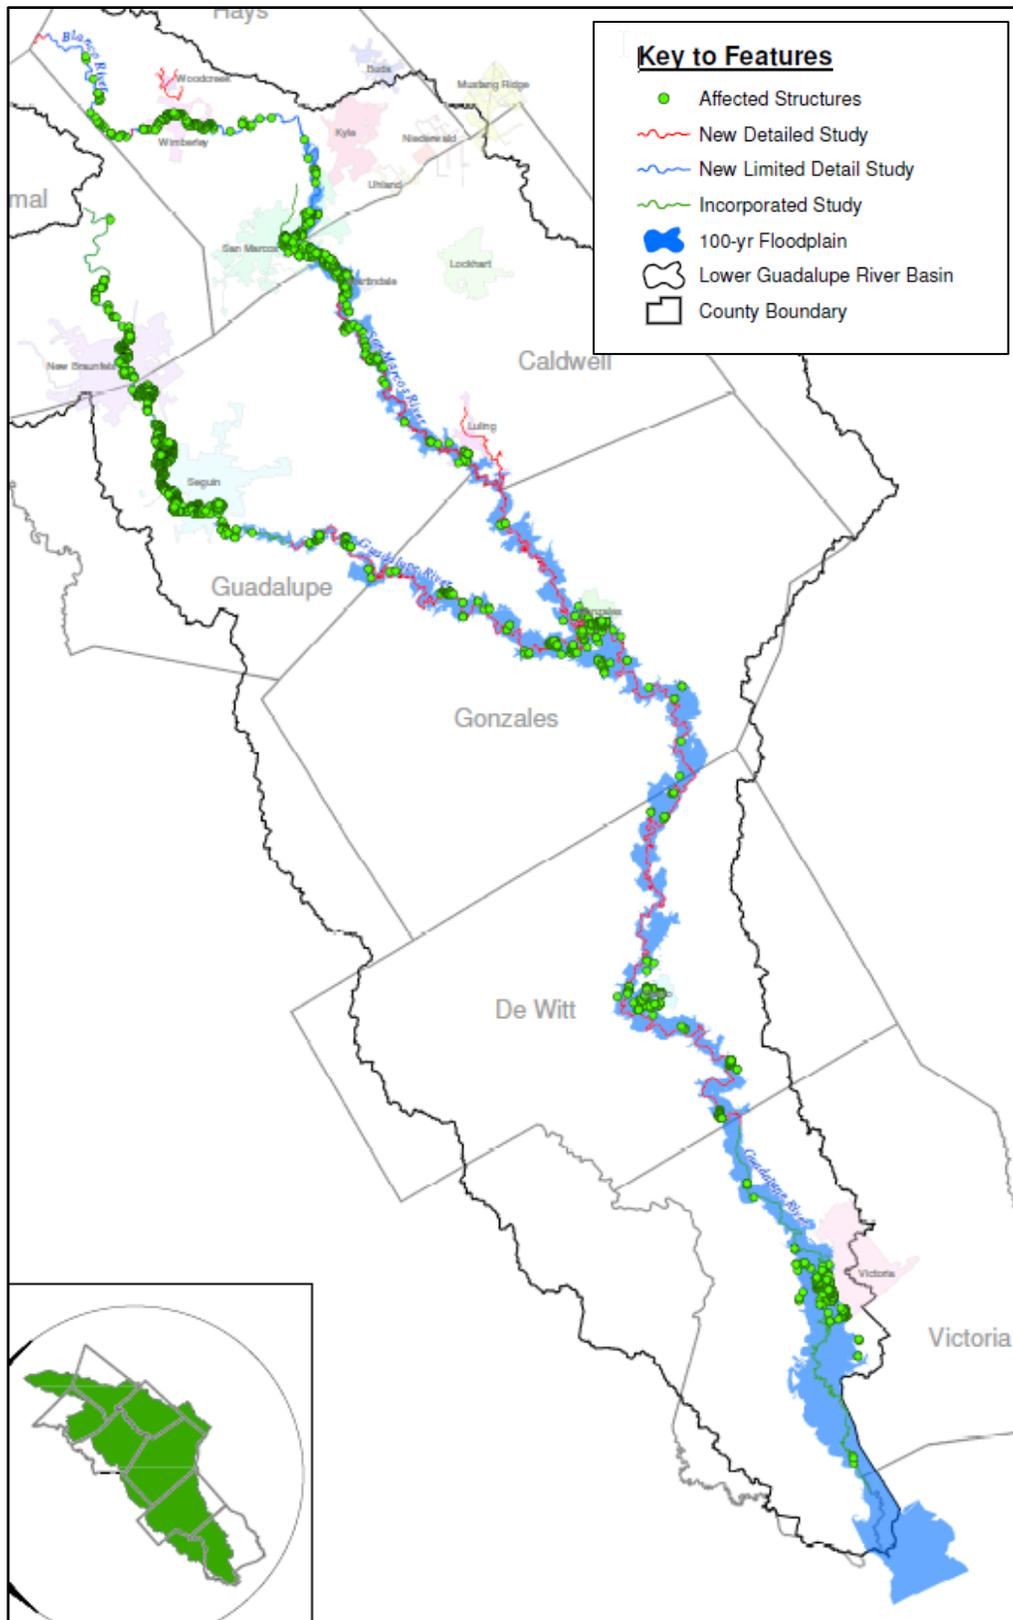 Hays
Blanco River
Woodcreek
Buda
Mustang Ridge
Wimberley
Kyle
Niederwald
Uhland
mal
San Marcos
Lockhart
Martindale
Key to Features
Affected Structures
New Detailed Study
New Limited Detail Study
Incorporated Study
100-yr Floodplain
Lower Guadalupe River Basin
County Boundary
San Marcos River
Caldwell
New Braunfels
Luling
Seguin
Guadalupe River
Guadalupe
Gonzales
Gonzales
De Witt
Guadalupe River
Victoria
Victoria